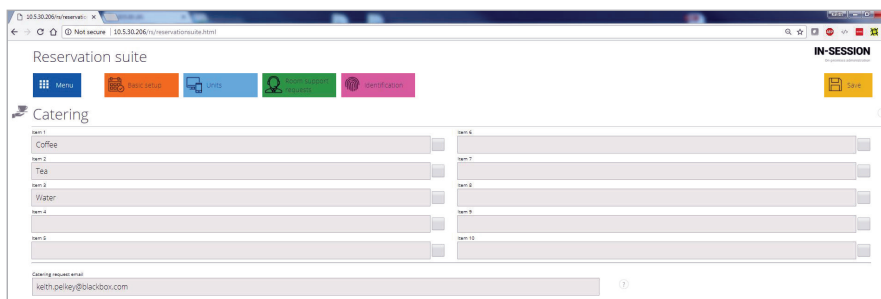 10.5.30.206/rs/reservatio
Not secure | 10.5.30.206/rs/reservationsuite.html
Reservation suite
IN-SESSION
Menu
Basic setup
Units
Room support requests
Identification
Save
Catering
Item 1
Coffee
Item 2
Tea
Item 3
Water
Item 4
Item 5
Item 6
Item 7
Item 8
Item 9
Item 10
Catering request email
keith.pelkey@blackbox.com
?